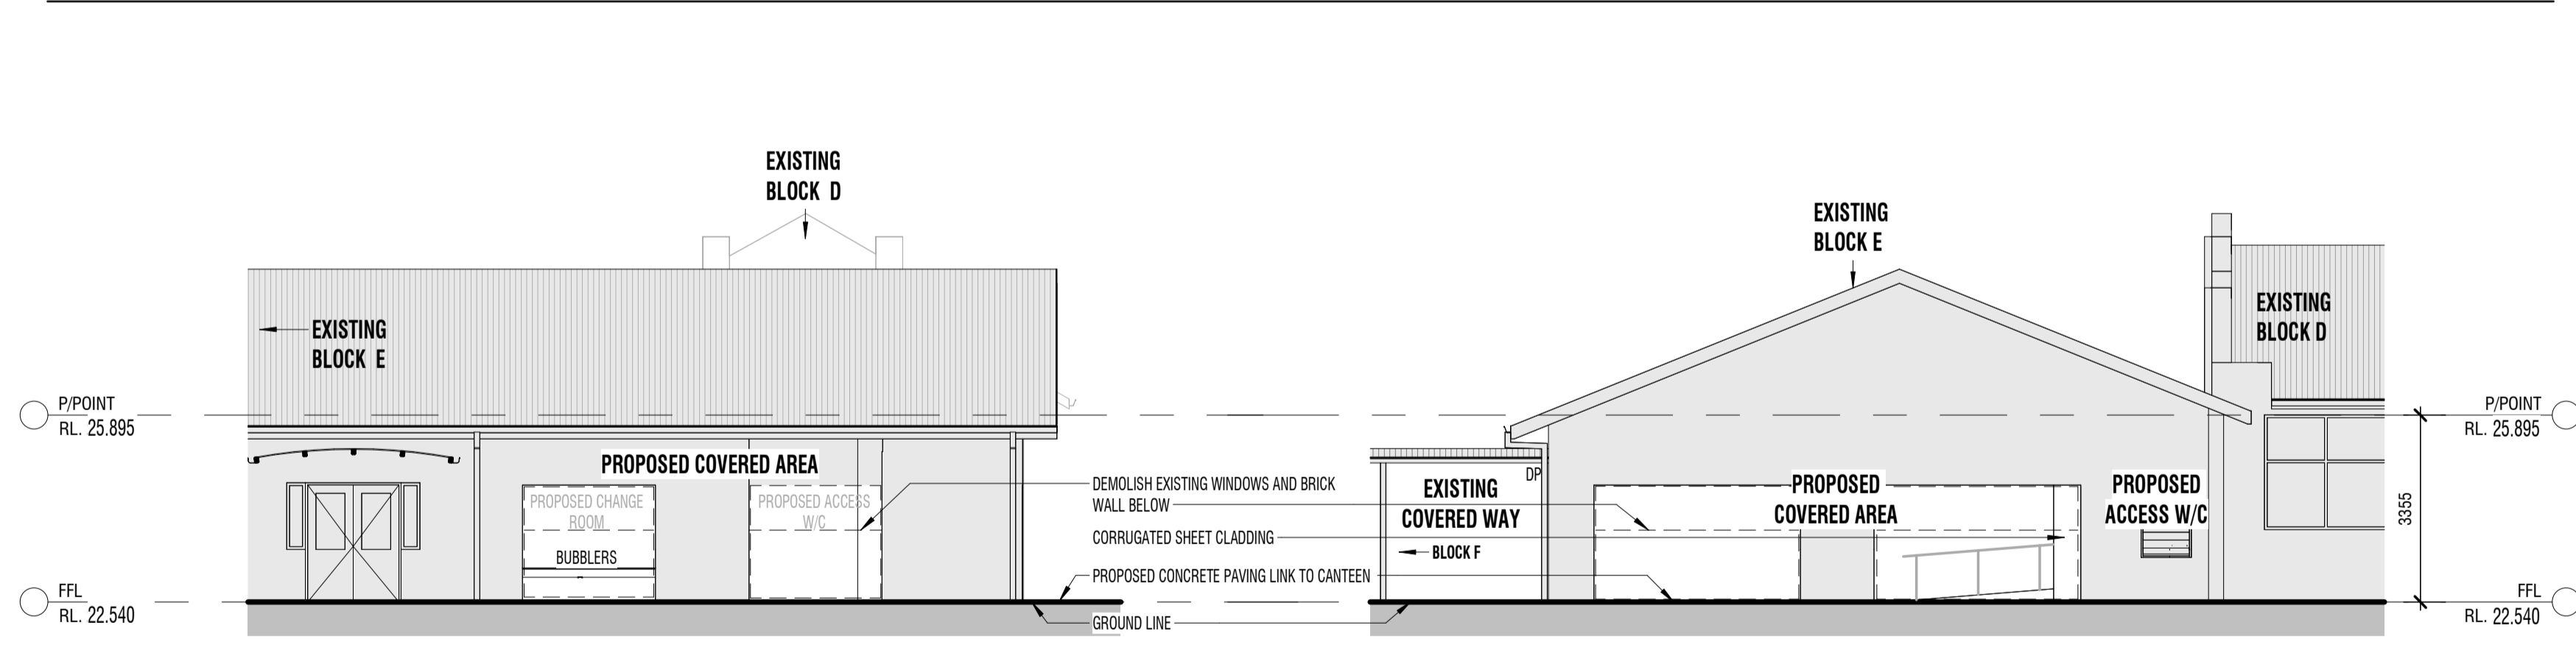 EXISTING
BLOCK D
EXISTING
BLOCK E
P/POINT
RL. 25.895
PROPOSED COVERED AREA
PROPOSED CHANGE
ROOM
PROPOSED ACCESS
W/C
BUBBLERS
FFL
RL. 22.540
DEMOLISH EXISTING WINDOWS AND BRICK
WALL BELOW
CORRUGATED SHEET CLADDING
PROPOSED CONCRETE PAVING LINK TO CANTEEN
GROUND LINE
EXISTING
BLOCK E
EXISTING
BLOCK D
DP
EXISTING
COVERED WAY
BLOCK F
PROPOSED
COVERED AREA
PROPOSED
ACCESS W/C
P/POINT
RL. 25.895
3355
FFL
RL. 22.540